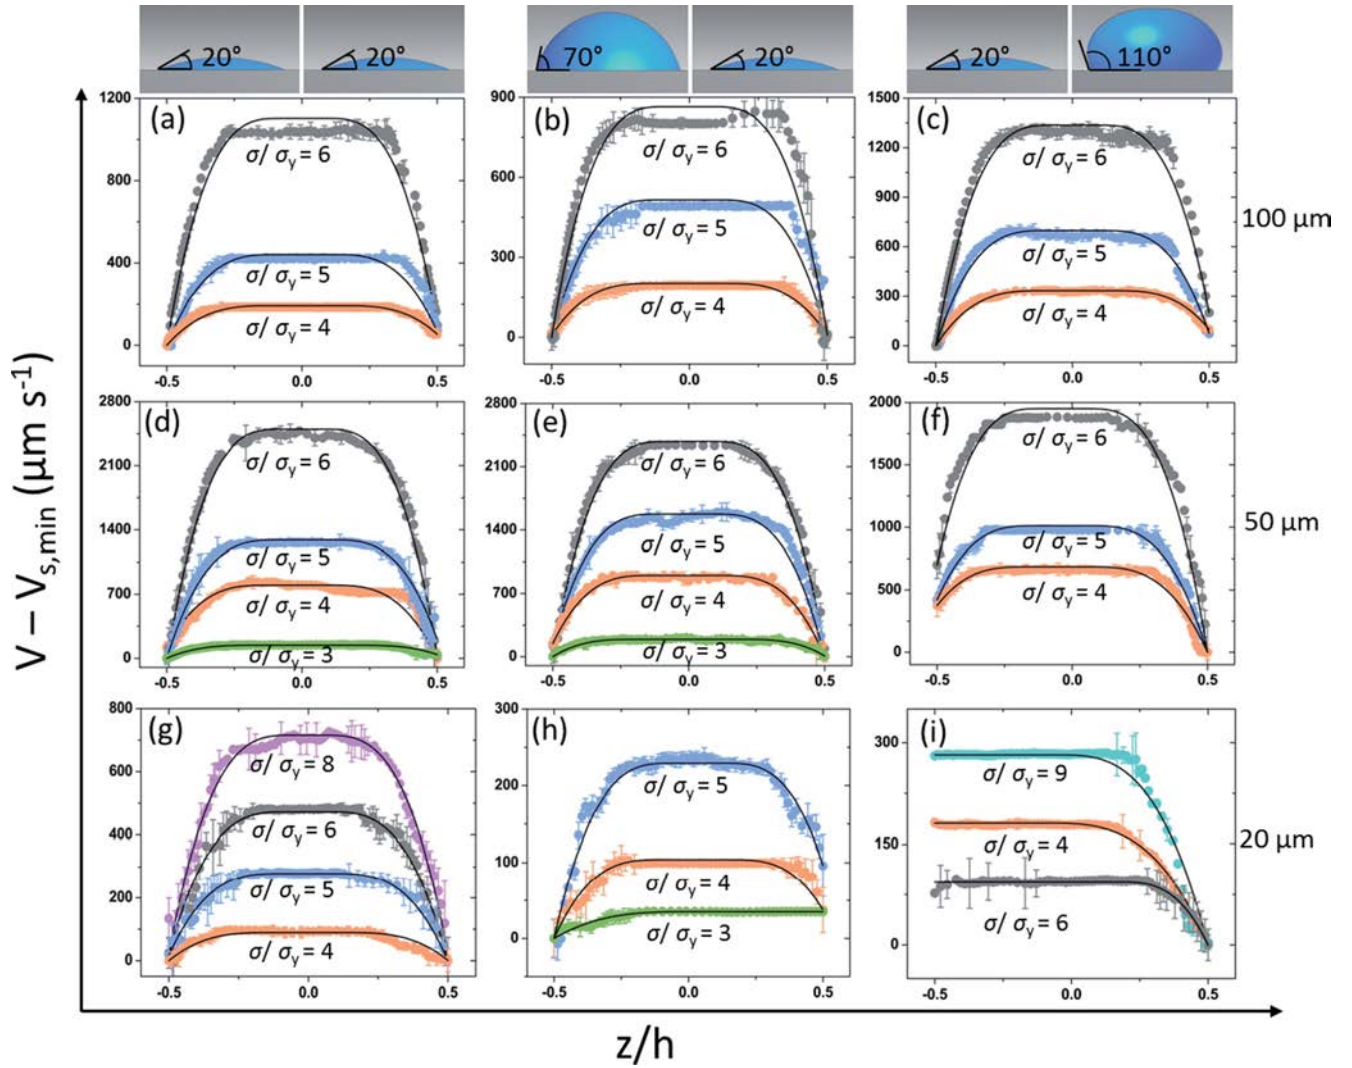 20° 20° 70° 20° 20° 110°
(a) (b) (c)
1200 800 400 0
σ/ σy = 6
σ/ σy = 5
σ/ σy = 4
-0.5 0.0 0.5
900 600 300 0
σ/ σy = 6
σ/ σy = 5
σ/ σy = 4
-0.5 0.0 0.5
1500 1200 900 600 300 0
σ/ σy = 6
σ/ σy = 5
σ/ σy = 4
-0.5 0.0 0.5
100 μm
(d) (e) (f)
2800 2100 1400 700 0
σ/ σy = 6
σ/ σy = 5
σ/ σy = 4
σ/ σy = 3
-0.5 0.0 0.5
2800 2100 1400 700 0
σ/ σy = 6
σ/ σy = 5
σ/ σy = 4
σ/ σy = 3
-0.5 0.0 0.5
2000 1500 1000 500 0
σ/ σy = 6
σ/ σy = 5
σ/ σy = 4
-0.5 0.0 0.5
50 μm
(g) (h) (i)
800 600 400 200 0
σ/ σy = 8
σ/ σy = 6
σ/ σy = 5
σ/ σy = 4
-0.5 0.0 0.5
300 200 100 0
σ/ σy = 5
σ/ σy = 4
σ/ σy = 3
-0.5 0.0 0.5
300 150 0
σ/ σy = 9
σ/ σy = 4
σ/ σy = 6
-0.5 0.0 0.5
20 μm
V – Vs,min (μm s-1)
z/h